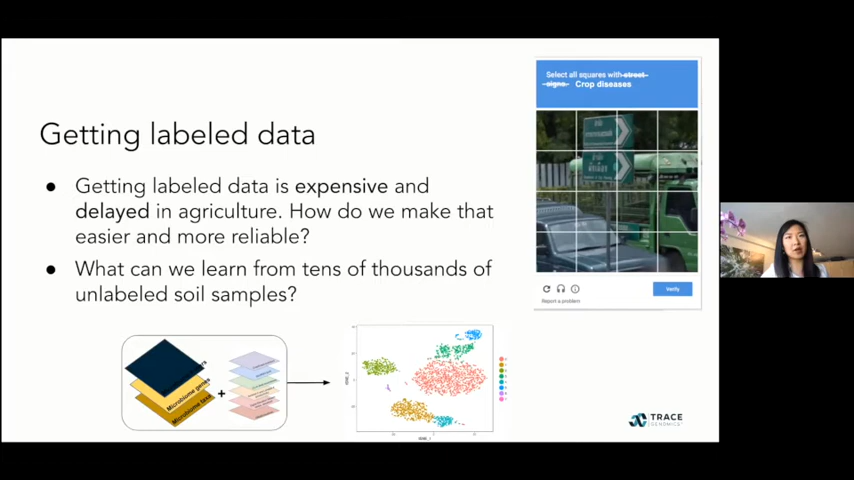 Select all squares with street
signs. Crop diseases
Getting labeled data
● Getting labeled data is expensive and
delayed in agriculture. How do we make that
easier and more reliable?
● What can we learn from tens of thousands of
unlabeled soil samples?
Verify
Report a problem
Microbiome genes
Microbiome taxa
+
TRACE
GENOMICS